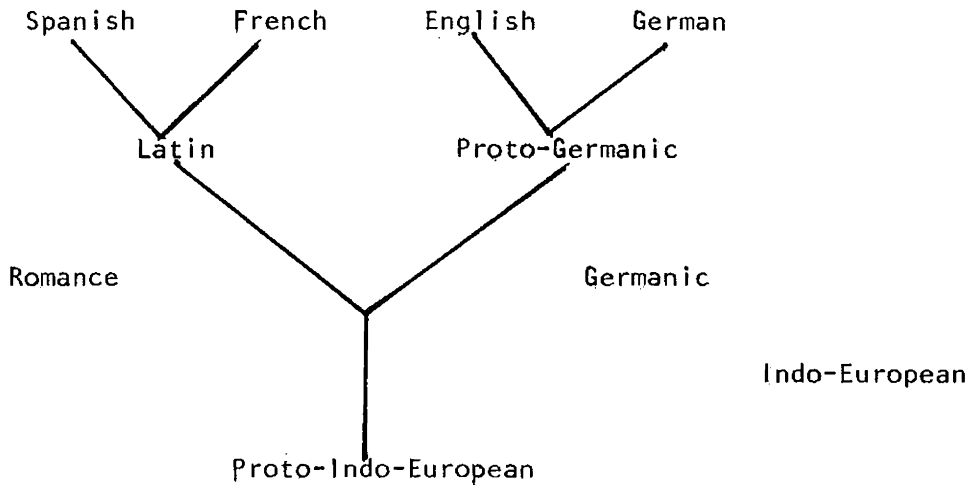 Spanish French English German
Latin Proto-Germanic
Romance Germanic
Indo-European
Proto-Indo-European